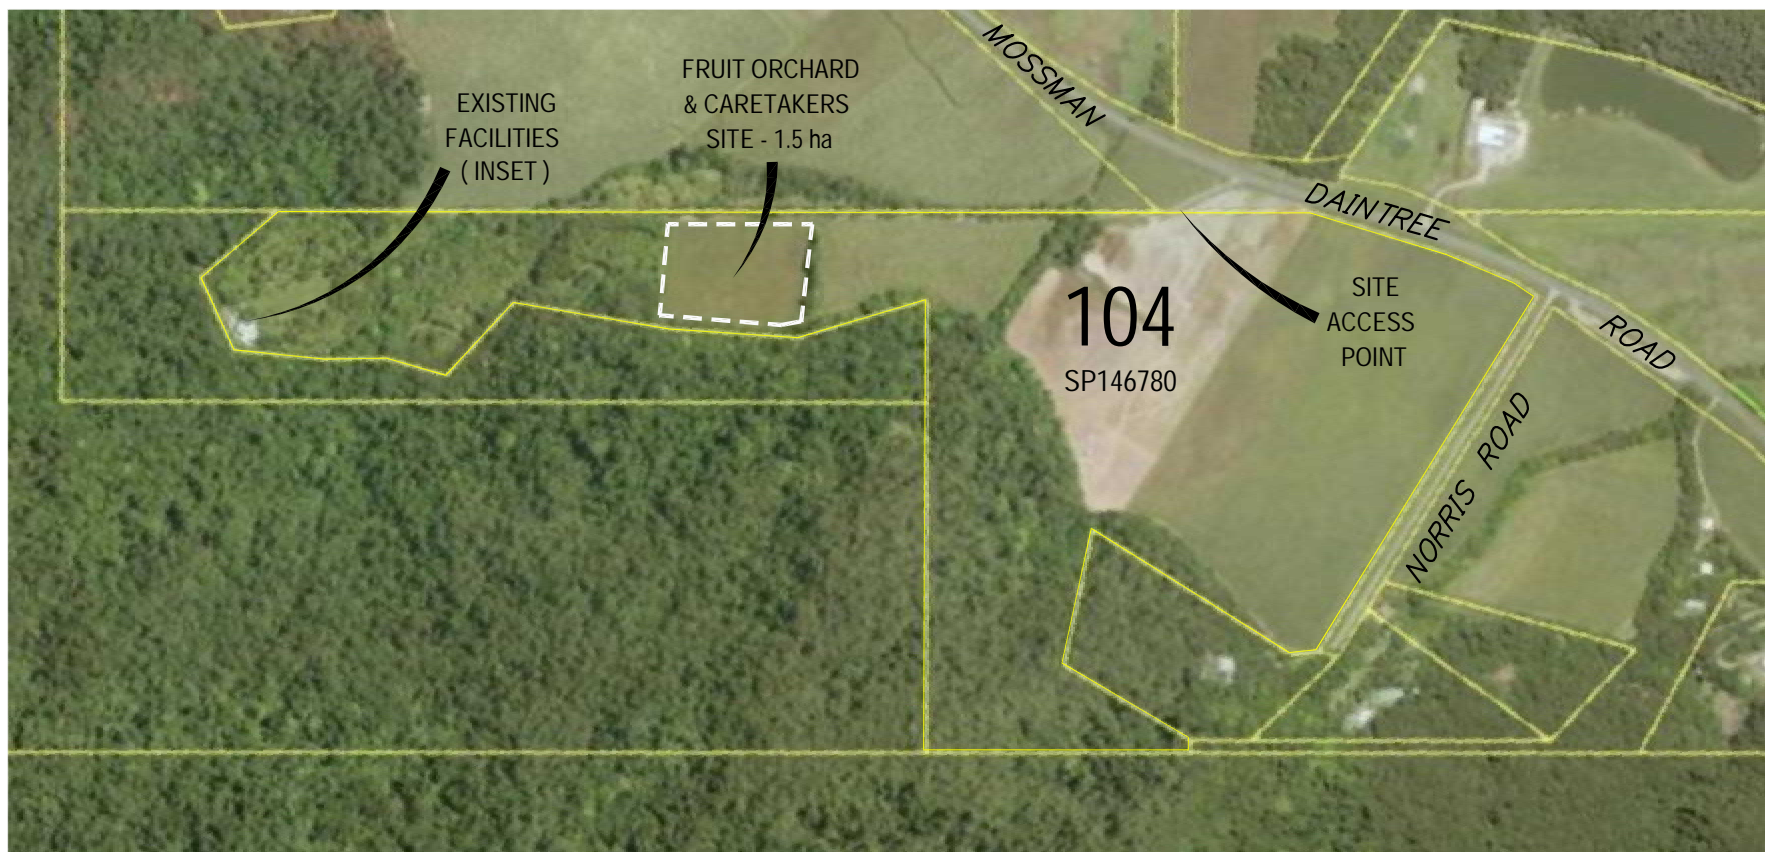 MOSSMAN
DAINTREE
ROAD
EXISTING
FACILITIES
( INSET )
FRUIT ORCHARD
& CARETAKERS
SITE - 1.5 ha
104
SP146780
SITE
ACCESS
POINT
NORRIS ROAD